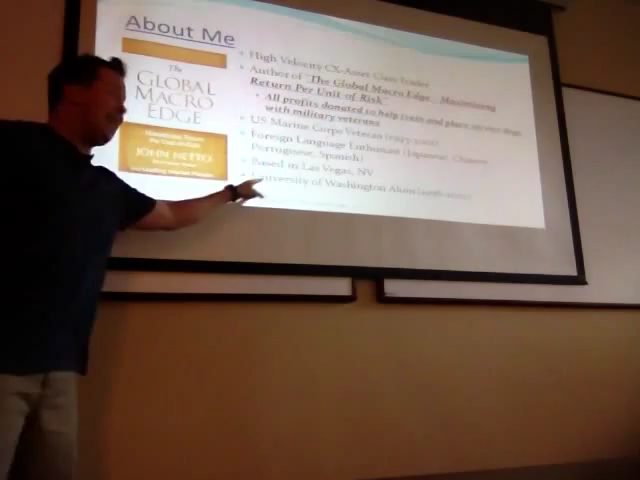 About Me
The
GLOBAL
MACRO
EDGE
JOHN NETTO
High Velocity CX-Asset Class Trader
Author of "The Global Macro Edge: Maximizing
Return Per Unit of Risk"
All profits donated to help train and place service dogs
with military veterans
US Marine Corps Veteran
Foreign Language Enthusiast (Japanese, Chinese
Portuguese, Spanish)
Based in Las Vegas, NV
University of Washington Alum